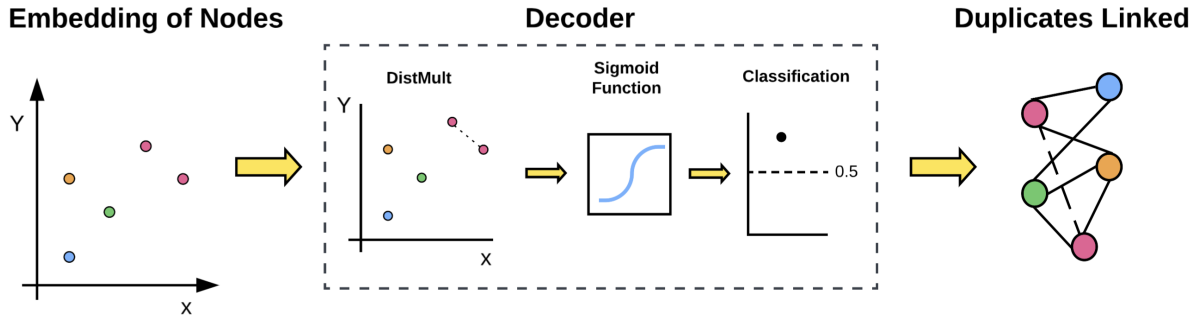 Embedding of Nodes
Decoder
Duplicates Linked
DistMult
Sigmoid
Function
Classification
Y
X
Y
X
0.5